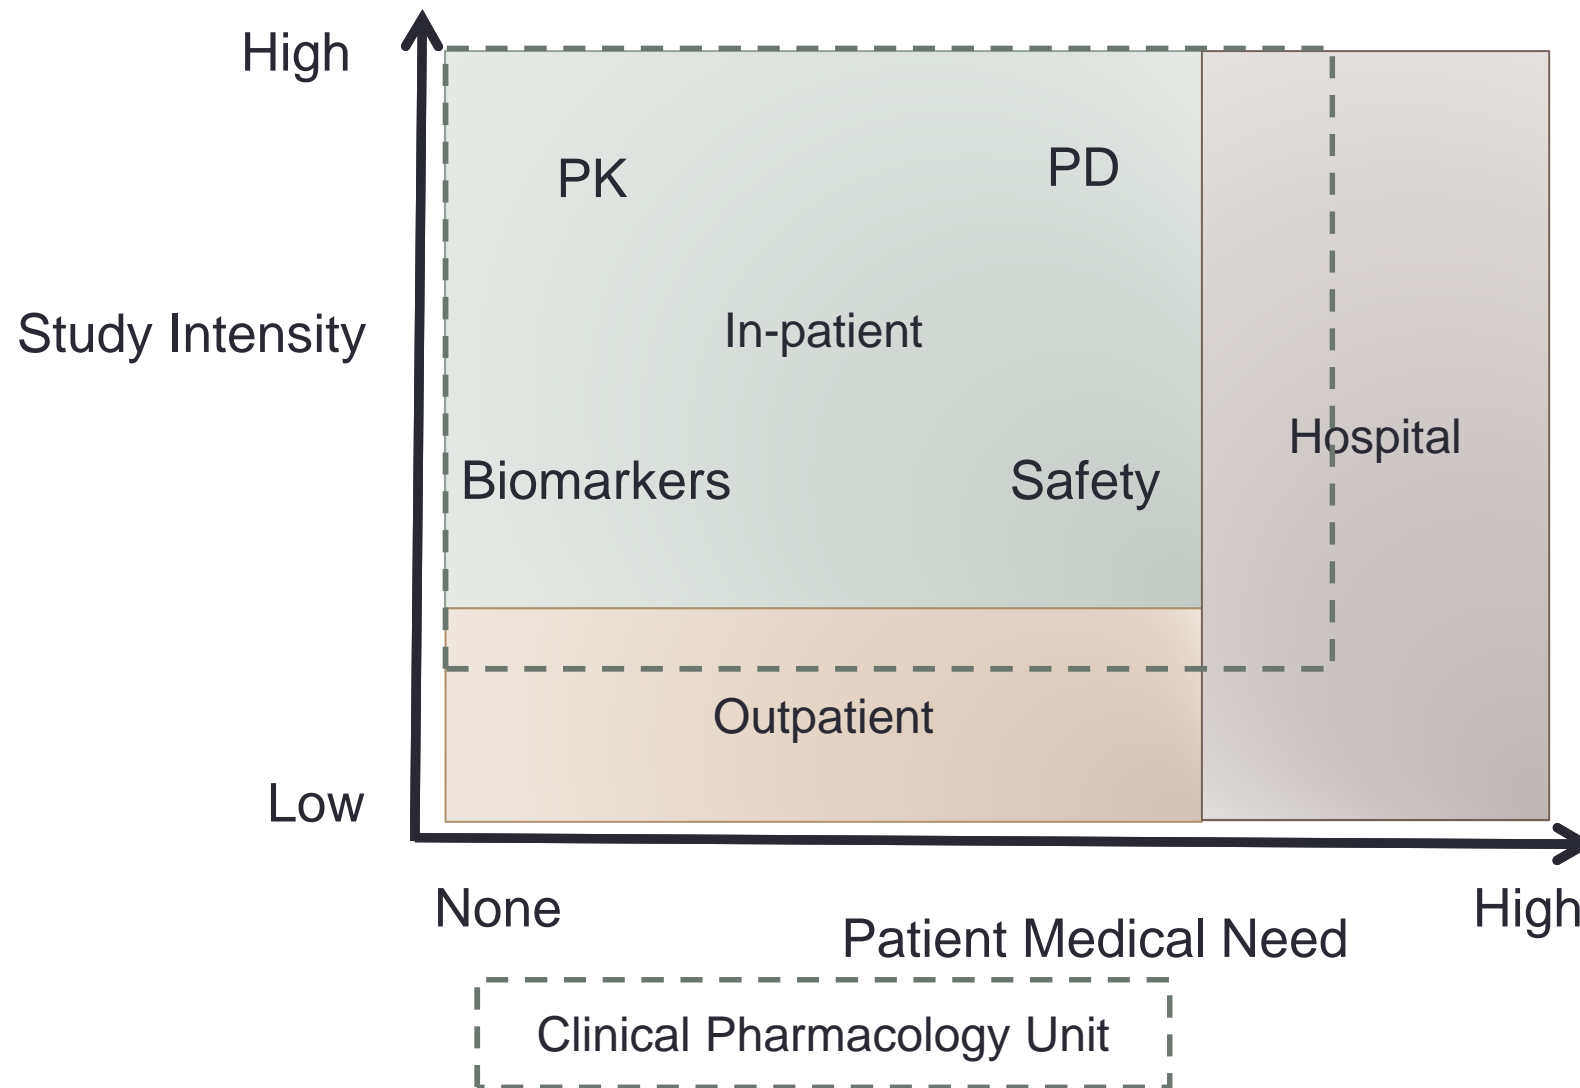 High
PK
PD
Study Intensity
In-patient
Hospital
Biomarkers
Safety
Outpatient
Low
None
High
Patient Medical Need
Clinical Pharmacology Unit